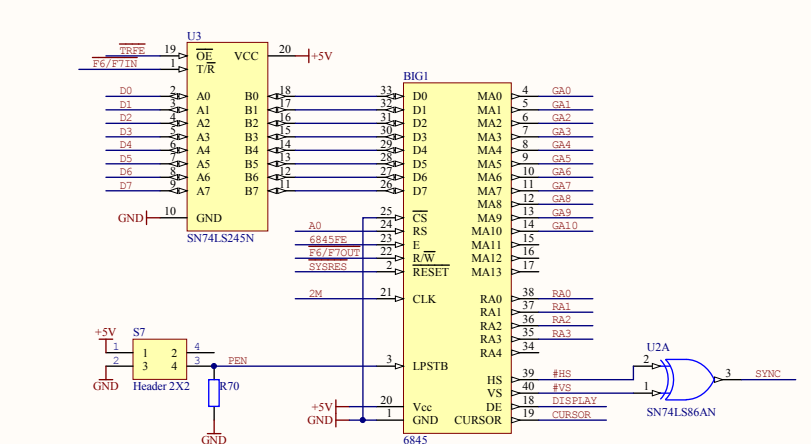 U3
TRFE 19 OE VCC 20 +5V
F6/F7IN 1 T/R
BIG1
D0 2 A0 B0 18 33 D0 MA0 4 GA0
D1 3 A1 B1 17 32 D1 MA1 5 GA1
D2 4 A2 B2 16 31 D2 MA2 6 GA2
D3 5 A3 B3 15 30 D3 MA3 7 GA3
D4 6 A4 B4 14 29 D4 MA4 8 GA4
D5 7 A5 B5 13 28 D5 MA5 9 GA5
D6 8 A6 B6 12 27 D6 MA6 10 GA6
D7 9 A7 B7 11 26 D7 MA7 11 GA7
MA8 12 GA8
GND 10 GND 25 CS MA9 13 GA9
A0 24 RS MA10 14 GA10
SN74LS245N 6845FE 23 E MA11 15
F6/F7OUT 22 R/W MA12 16
SYSRES 2 RESET MA13 17
2M 21 CLK RA0 38 RA0
RA1 37 RA1
RA2 36 RA2
RA3 35 RA3
RA4 34
+5V S7
1 1 2 4
2 3 4 3 PEN 3 LPSTB
GND Header 2X2 R70
U2A
HS 39 #HS 2
VS 40 #VS 1 3 SYNC
+5V 20 Vcc DE 18 DISPLAY SN74LS86AN
GND 1 GND CURSOR 19 CURSOR
GND 6845